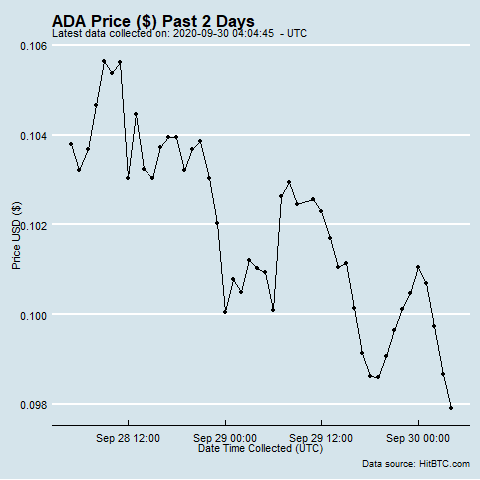 ADA Price ($) Past 2 Days
Latest data collected on: 2020-09-30 04:04:45  - UTC
0.106
0.104
0.102
0.100
0.098
Price USD ($)
Sep 28 12:00 Sep 29 00:00 Sep 29 12:00 Sep 30 00:00
Date Time Collected (UTC)
Data source: HitBTC.com